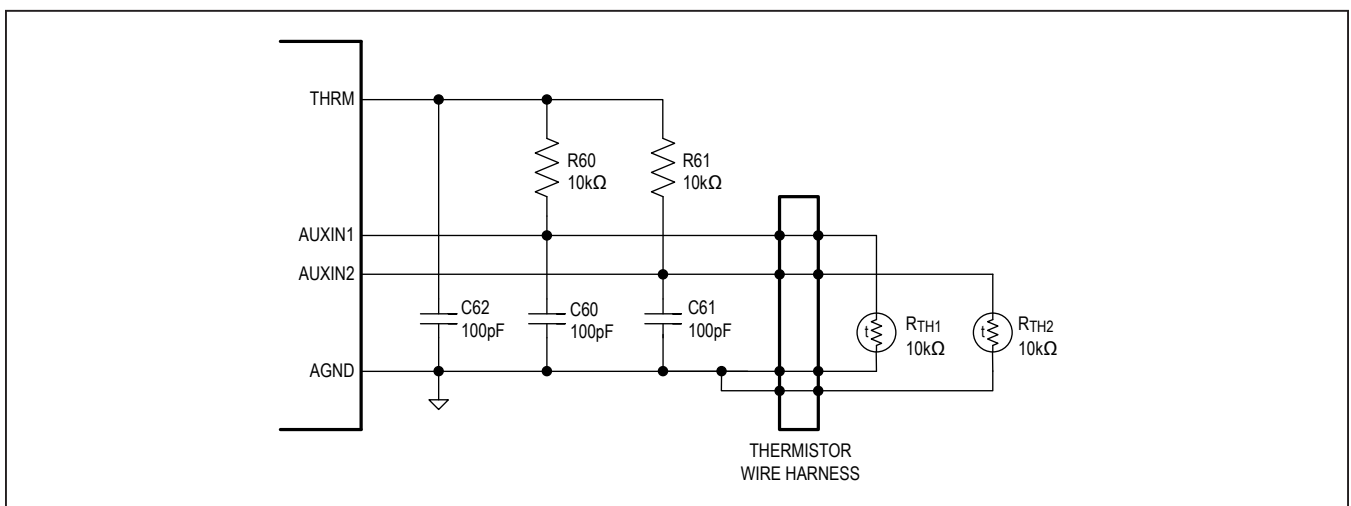 THRM
R60
10kΩ
R61
10kΩ
AUXIN1
AUXIN2
C62
100pF
C60
100pF
C61
100pF
t
RTH1
10kΩ
t
RTH2
10kΩ
AGND
THERMISTOR
WIRE HARNESS